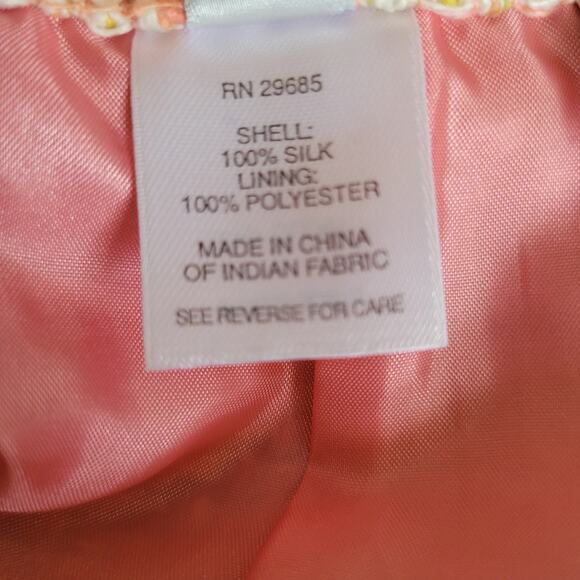 RN 29685
SHELL:
100% SILK
LINING:
100% POLYESTER
MADE IN CHINA
OF INDIAN FABRIC
SEE REVERSE FOR CARE